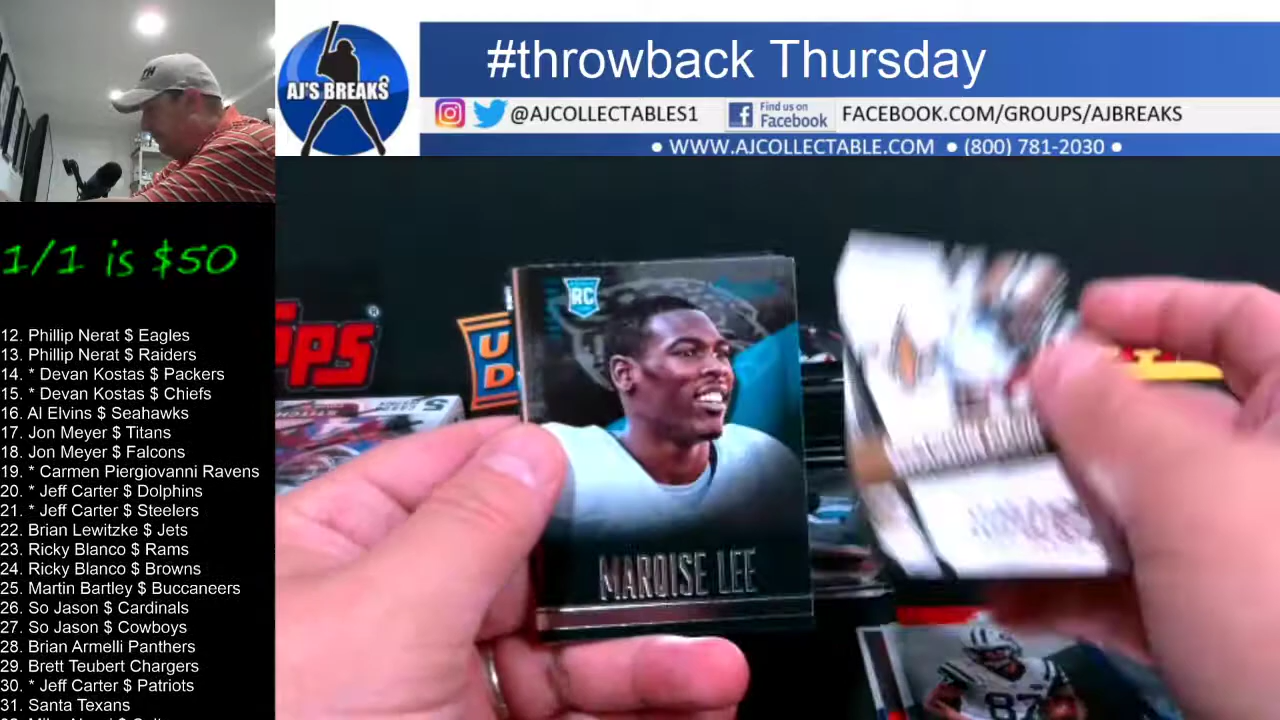 #throwback Thursday
AJ'S BREAKS
@AJCOLLECTABLES1
Find us on
Facebook
FACEBOOK.COM/GROUPS/AJBREAKS
• WWW.AJCOLLECTABLE.COM • (800) 781-2030 •
1/1 is $50
12. Phillip Nerat $ Eagles
13. Phillip Nerat $ Raiders
14. * Devan Kostas $ Packers
15. * Devan Kostas $ Chiefs
16. Al Elvins $ Seahawks
17. Jon Meyer $ Titans
18. Jon Meyer $ Falcons
19. * Carmen Piergiovanni Ravens
20. * Jeff Carter $ Dolphins
21. * Jeff Carter $ Steelers
22. Brian Lewitzke $ Jets
23. Ricky Blanco $ Rams
24. Ricky Blanco $ Browns
25. Martin Bartley $ Buccaneers
26. So Jason $ Cardinals
27. So Jason $ Cowboys
28. Brian Armelli Panthers
29. Brett Teubert Chargers
30. * Jeff Carter $ Patriots
31. Santa Texans
RC
MARQISE LEE
UD
87